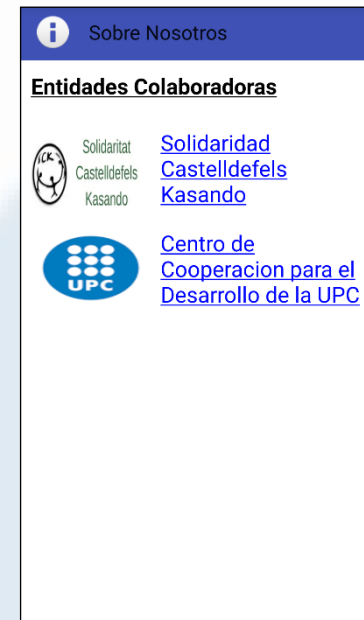 Sobre Nosotros
Entidades Colaboradoras
Solidaritat
Castelldefels
Kasando
Solidaridad
Castelldefels
Kasando
UPC
Centro de
Cooperacion para el
Desarrollo de la UPC